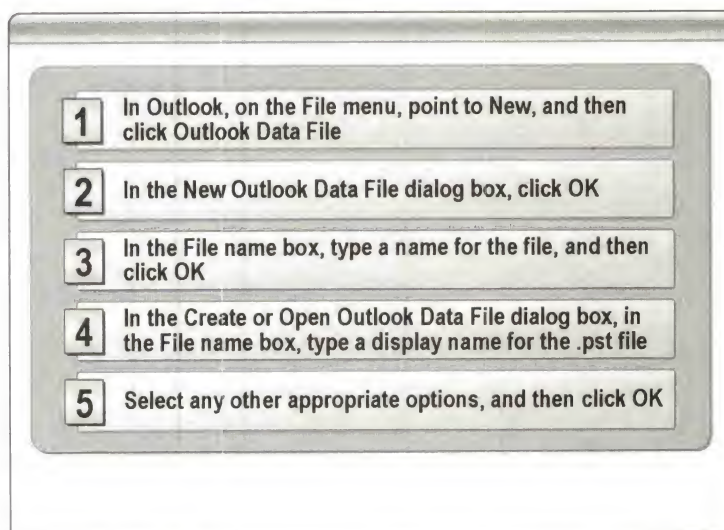 1
In Outlook, on the File menu, point to New, and then
click Outlook Data File
2
In the New Outlook Data File dialog box, click OK
3
In the File name box, type a name for the file, and then
click OK
4
In the Create or Open Outlook Data File dialog box, in
the File name box, type a display name for the .pst file
5
Select any other appropriate options, and then click OK